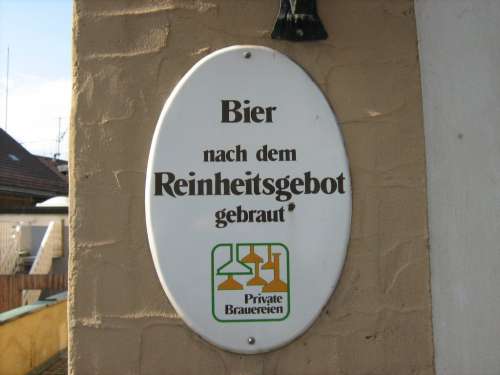 Bier
nach dem
Reinheitsgebot
gebraut
Private
Brauereien